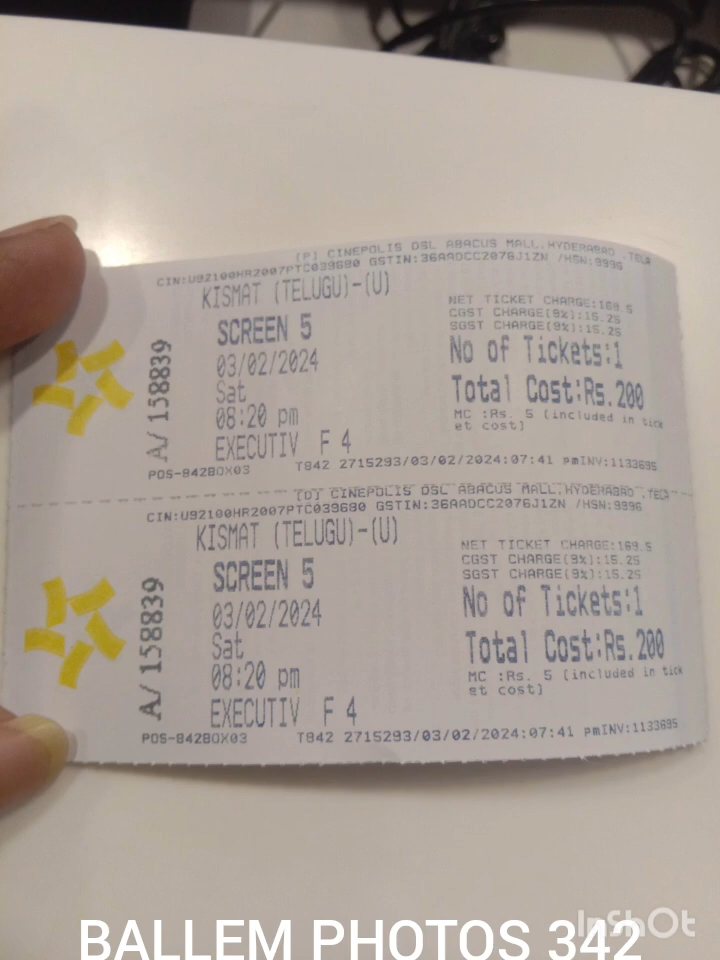 (P) CINEPOLIS DSL ABACUS MALL,HYDERABAD ,TELA
CIN:U92100HR2007PTC039680 GSTIN:36AADCC2076J1ZN /HSN:9996
KISMAT (TELUGU)-(U)
SCREEN 5
03/02/2024
Sat
08:20 pm
EXECUTIV F 4
A/ 158839
NET TICKET CHARGE:169.5
CGST CHARGE(9%):15.25
SGST CHARGE(9%):15.25
No of Tickets:1
Total Cost:Rs.200
MC :Rs. 5 (included in tick
et cost]
POS-842BOX03 T842 2715293/03/02/2024:07:41 pmINV:1133695
(D) CINEPOLIS DSL ABACUS MALL,HYDERABAD ,TELA
CIN:U92100HR2007PTC039680 GSTIN:36AADCC2076J1ZN /HSN:9996
KISMAT (TELUGU)-(U)
SCREEN 5
03/02/2024
Sat
08:20 pm
EXECUTIV F 4
A/ 158839
NET TICKET CHARGE:169.5
CGST CHARGE(9%):15.25
SGST CHARGE(9%):15.25
No of Tickets:1
Total Cost:Rs.200
MC :Rs. 5 (included in tick
et cost]
POS-842BOX03 T842 2715293/03/02/2024:07:41 pmINV:1133695
InShOt
BALLEM PHOTOS 342